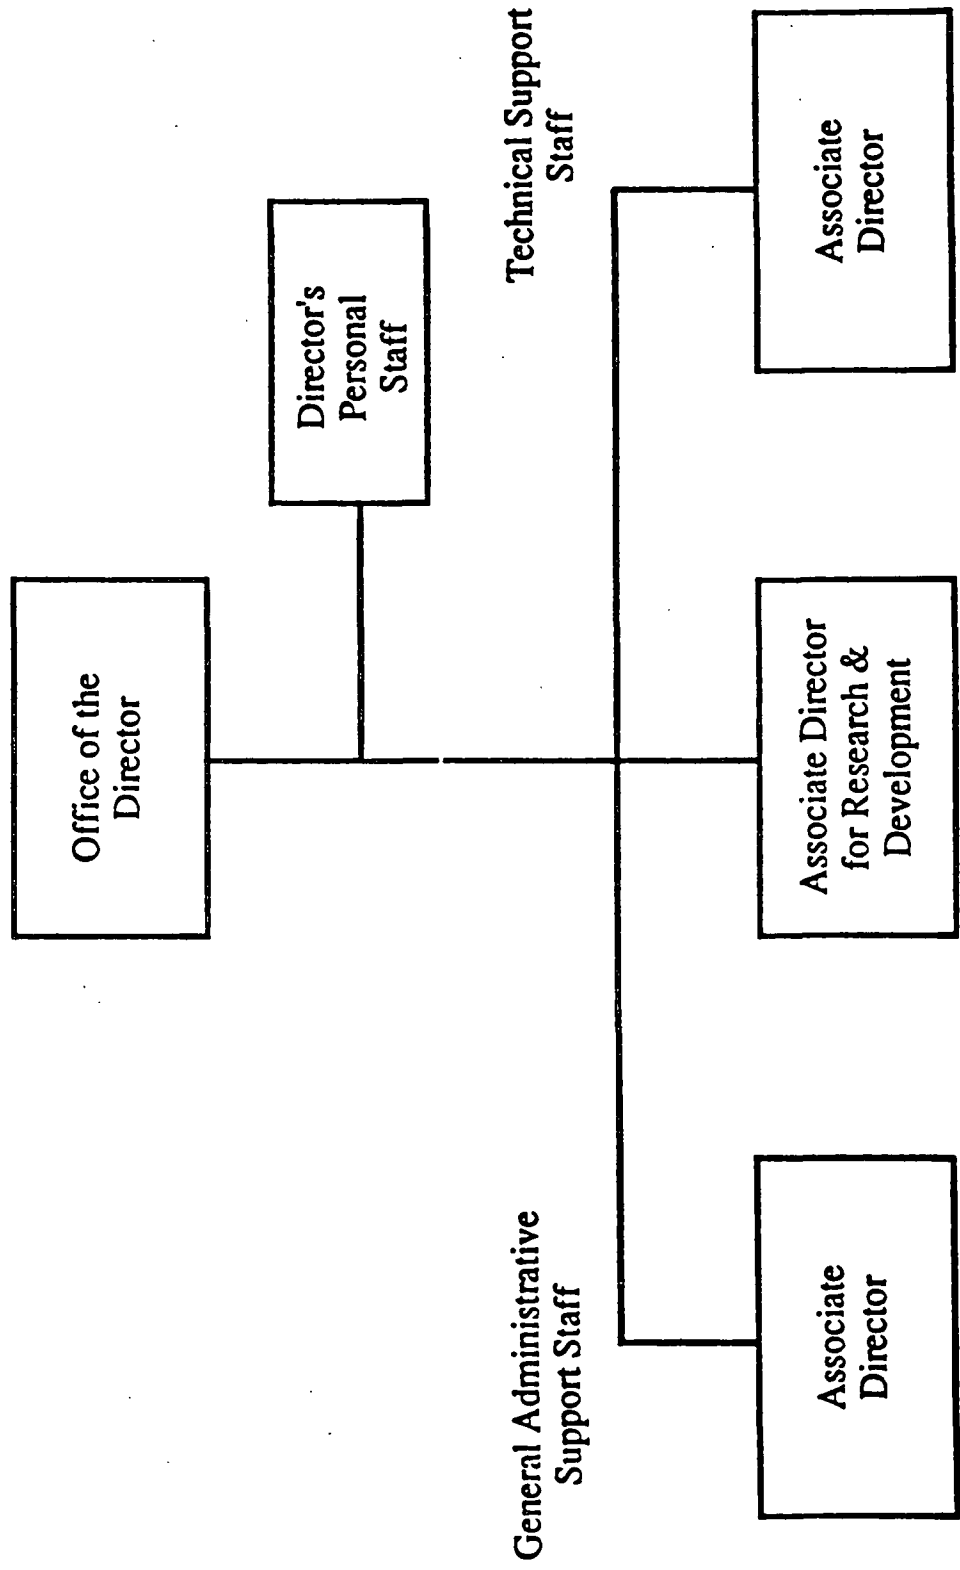 Office of the
Director
Director's
Personal
Staff
General Administrative
Support Staff
Technical Support
Staff
Associate
Director
Associate Director
for Research &
Development
Associate
Director